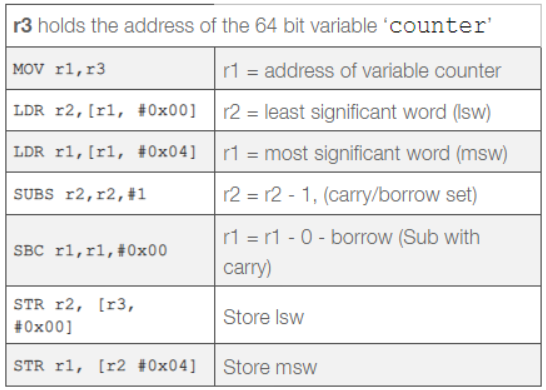 r3 holds the address of the 64 bit variable ‘counter’
MOV r1,r3
r1 = address of variable counter
LDR r2,[r1, #0x00]
r2 = least significant word (lsw)
LDR r1,[r1, #0x04]
r1 = most significant word (msw)
SUBS r2,r2,#1
r2 = r2 - 1, (carry/borrow set)
SBC r1,r1,#0x00
r1 = r1 - 0 - borrow (Sub with
carry)
STR r2, [r3,
#0x00]
Store lsw
STR r1, [r2 #0x04]
Store msw